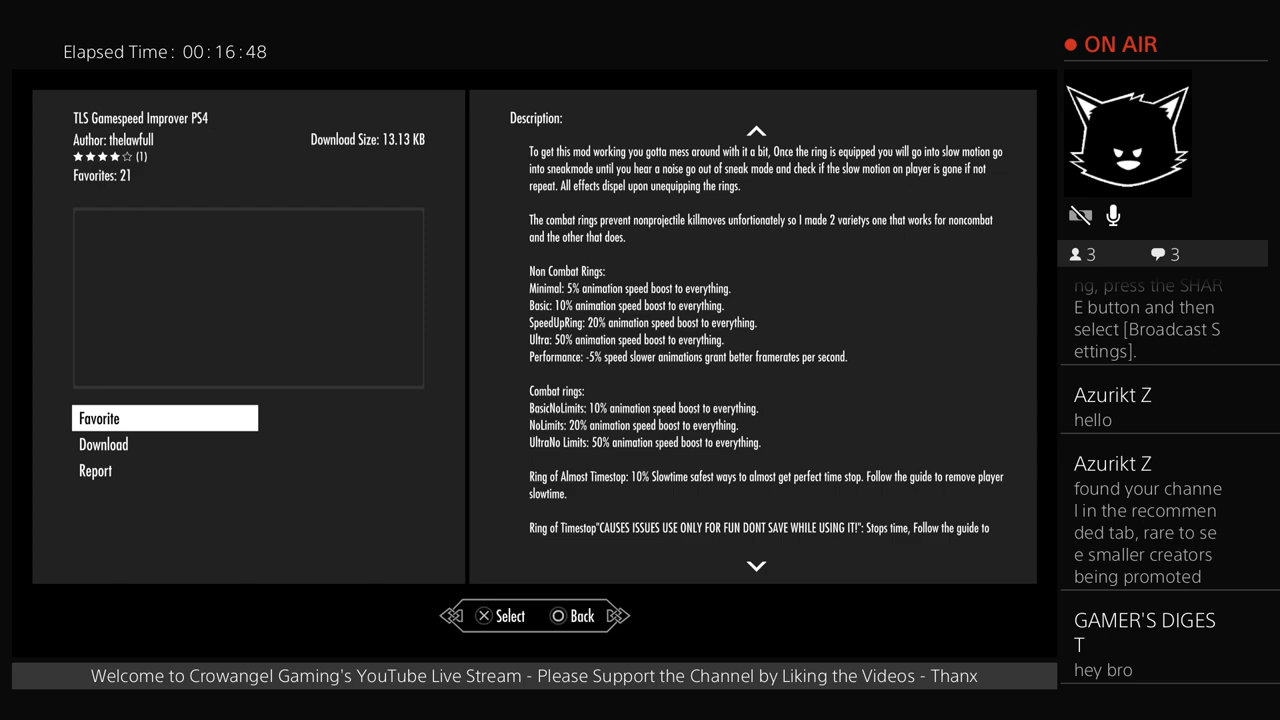 Elapsed Time: 00:16:48
TLS Gamespeed Improver PS4
Author: thelawfull
Download Size: 13.13 KB
(1)
Favorites: 21
Favorite
Download
Report
Description:
To get this mod working you gotta mess around with it a bit, Once the ring is equipped you will go into slow motion go
into sneakmode until you hear a noise go out of sneak mode and check if the slow motion on player is gone if not
repeat. All effects dispel upon unequipping the rings.
The combat rings prevent nonprojectile killmoves unfortunately so I made 2 varietys one that works for noncombat
and the other that does.
Non Combat Rings:
Minimal: 5% animation speed boost to everything.
Basic: 10% animation speed boost to everything.
SpeedUpRing: 20% animation speed boost to everything.
Ultra: 50% animation speed boost to everything.
Performance: -5% speed slower animations grant better framerates per second.
Combat rings:
BasicNoLimits: 10% animation speed boost to everything.
NoLimits: 20% animation speed boost to everything.
UltraNo Limits: 50% animation speed boost to everything.
Ring of Almost Timestop: 10% Slowtime safest ways to almost get perfect time stop. Follow the guide to remove player
slowtime.
Ring of Timestop"CAUSES ISSUES USE ONLY FOR FUN DONT SAVE WHILE USING IT!": Stops time, Follow the guide to
Select
Back
Welcome to Crowangel Gaming's YouTube Live Stream - Please Support the Channel by Liking the Videos - Thanx
ON AIR
3
3
ng, press the SHAR
E button and then
select [Broadcast S
ettings].
Azurikt Z
hello
Azurikt Z
found your channe
l in the recommen
ded tab, rare to se
e smaller creators
being promoted
GAMER'S DIGES
T
hey bro